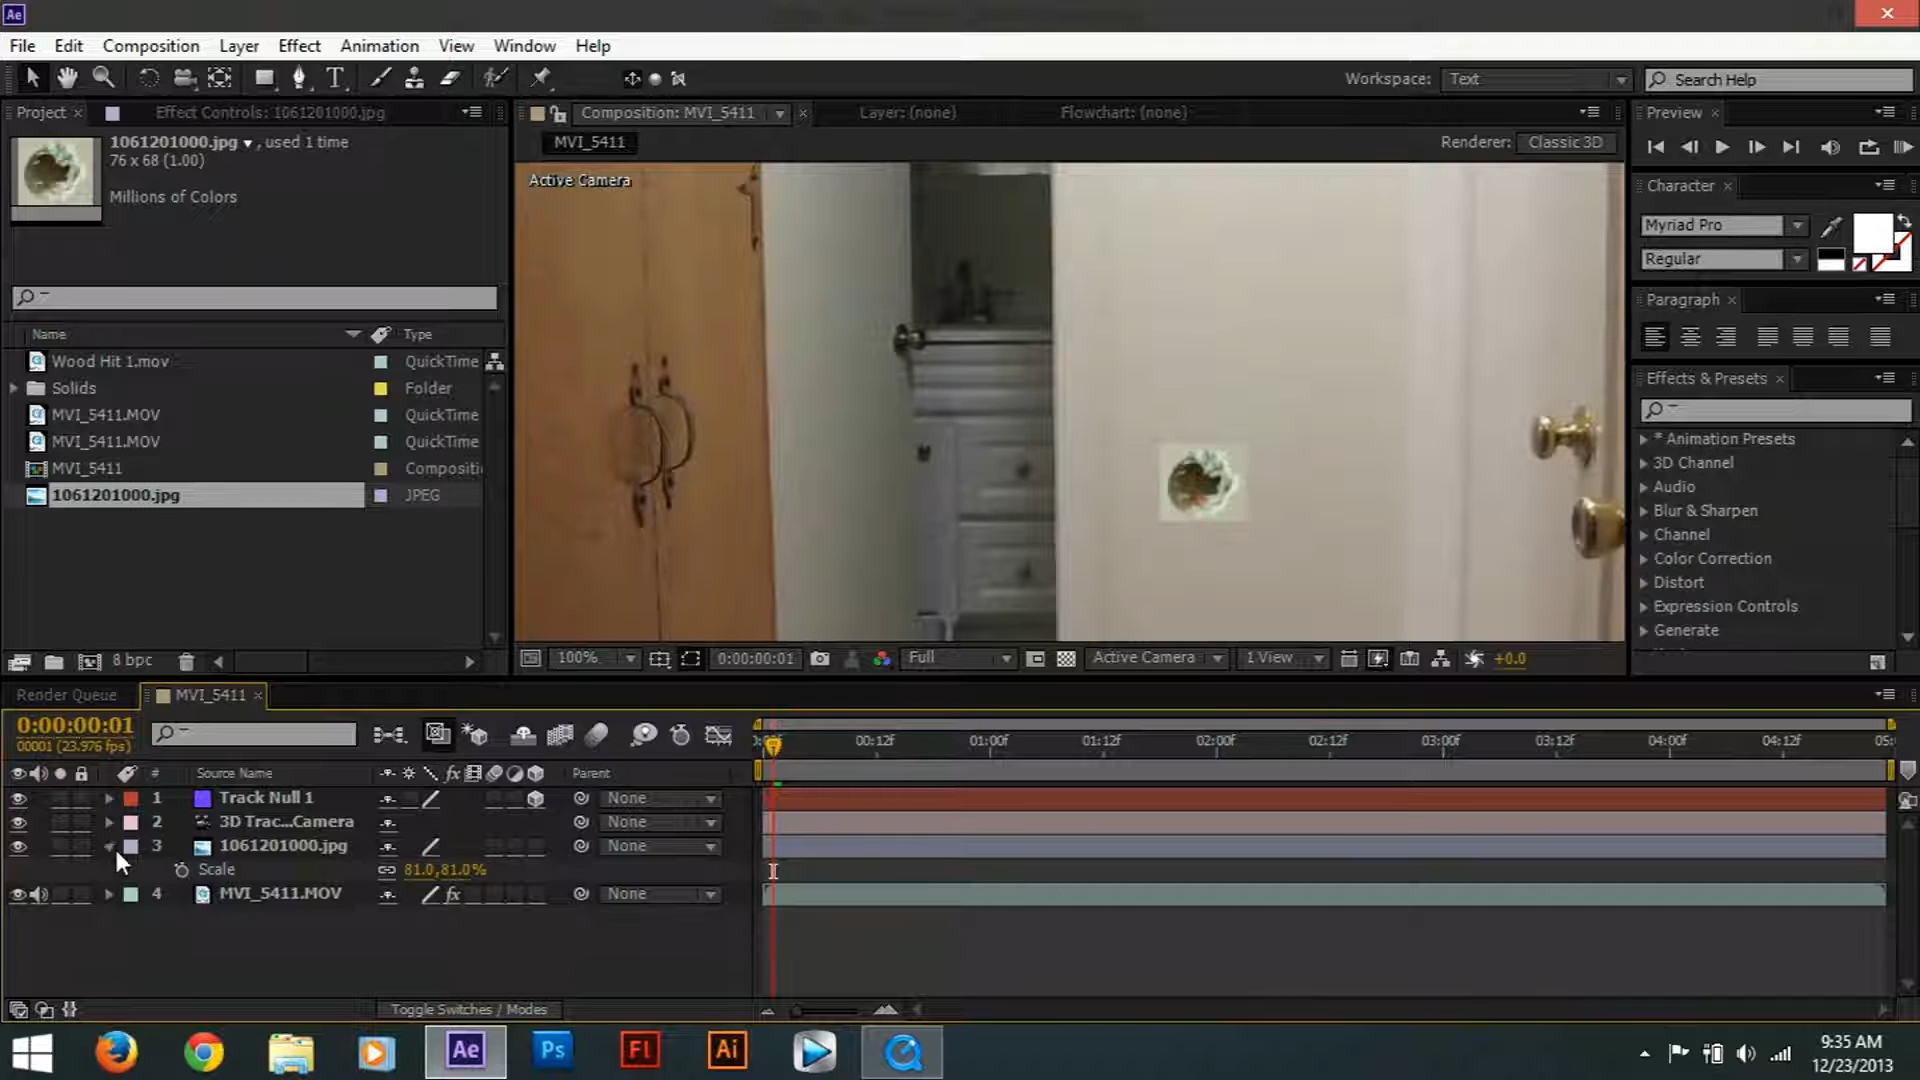 Ae
File Edit Composition Layer Effect Animation View Window Help
Workspace: Text Search Help
Project Effect Controls: 1061201000.jpg
Composition: MVI_5411 Layer: (none) Flowchart: (none)
Preview
1061201000.jpg , used 1 time
76 x 68 (1.00)
Millions of Colors
MVI_5411
Renderer: Classic 3D
Active Camera
Character
Myriad Pro
Regular
Paragraph
Effects & Presets
* Animation Presets
3D Channel
Audio
Blur & Sharpen
Channel
Color Correction
Distort
Expression Controls
Generate
Name Type
Wood Hit 1.mov QuickTime
Solids Folder
MVI_5411.MOV QuickTime
MVI_5411.MOV QuickTime
MVI_5411 Compositi
1061201000.jpg JPEG
8 bpc
100% 0:00:00:01 Full Active Camera 1 View +0.0
Render Queue MVI_5411
0:00:00:01
00001 (23.976 fps)
00:12f 01:00f 01:12f 02:00f 02:12f 03:00f 03:12f 04:00f 04:12f 05:
# Source Name fx Parent
1 Track Null 1 None
2 3D Trac...Camera None
3 1061201000.jpg None
Scale 81.0,81.0%
4 MVI_5411.MOV fx None
Toggle Switches / Modes
Ae Ps Fl Ai
9:35 AM
12/23/2013